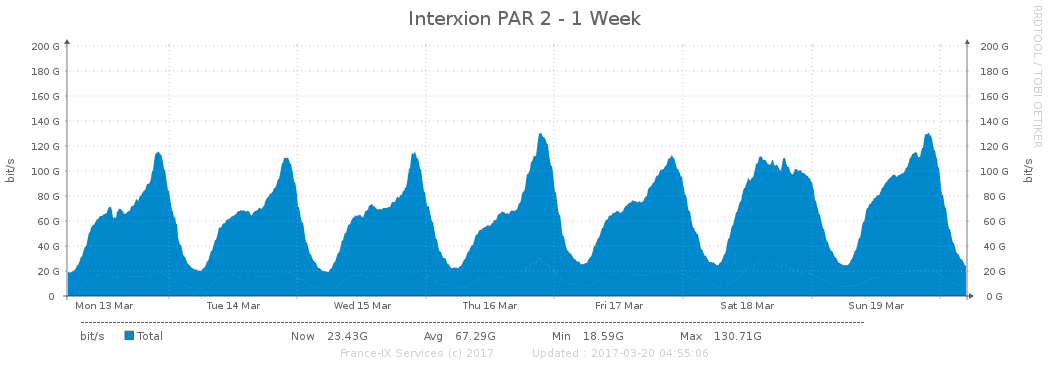 Interxion PAR 2 - 1 Week
RRDTOOL / TOBI OETIKER
200 G 200 G
180 G 180 G
160 G 160 G
140 G 140 G
120 G 120 G
100 G 100 G
80 G 80 G
60 G 60 G
40 G 40 G
20 G 20 G
0 0 G
bit/s
bit/s
Mon 13 Mar Tue 14 Mar Wed 15 Mar Thu 16 Mar Fri 17 Mar Sat 18 Mar Sun 19 Mar
bit/s Total Now 23.43G Avg 67.29G Min 18.59G Max 130.71G
France-IX Services (c) 2017 Updated : 2017-03-20 04:55:06